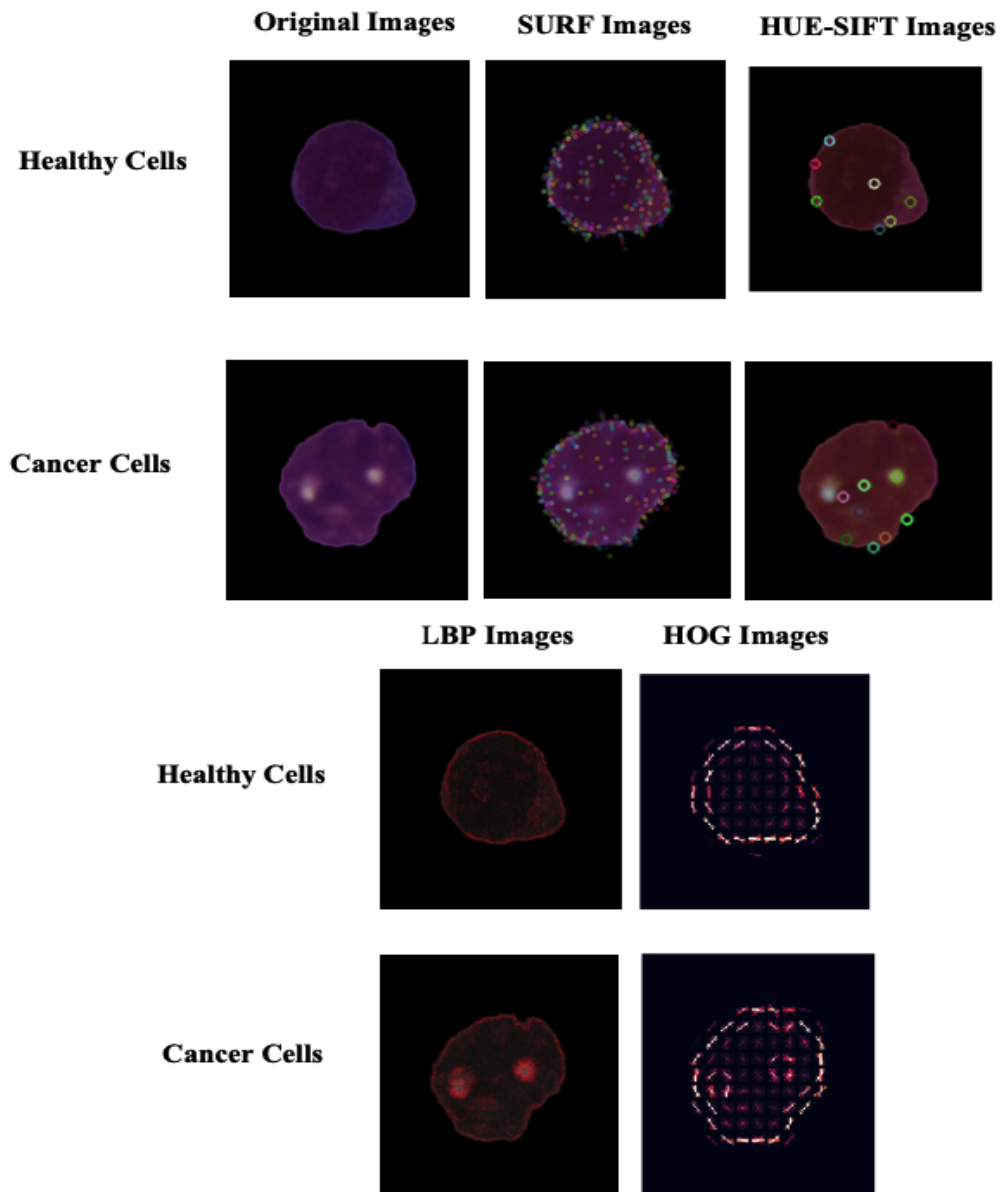 Original Images
SURF Images
HUE-SIFT Images
Healthy Cells
Cancer Cells
LBP Images
HOG Images
Healthy Cells
Cancer Cells